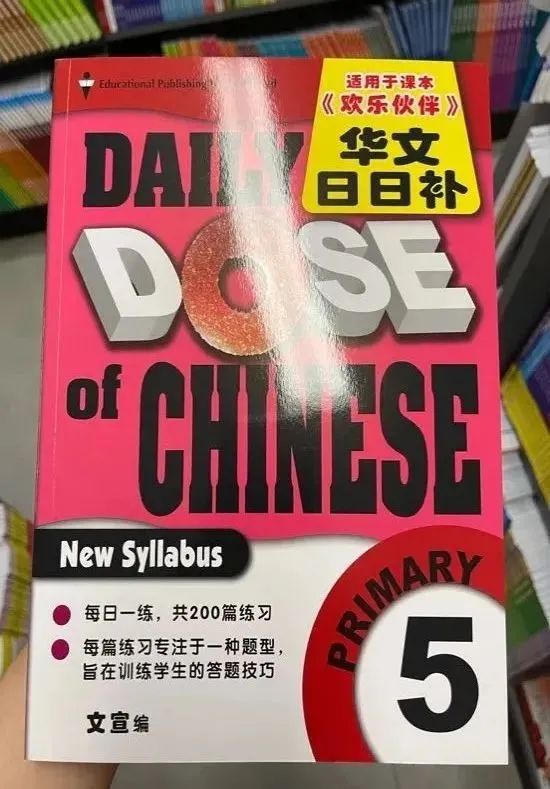 Educational Publishing
适用于课本
《欢乐伙伴》
华文
日日补
DAILY
DOSE
of CHINESE
New Syllabus
每日一练，共200篇练习
每篇练习专注于一种题型，
旨在训练学生的答题技巧
文宣 编
PRIMARY
5